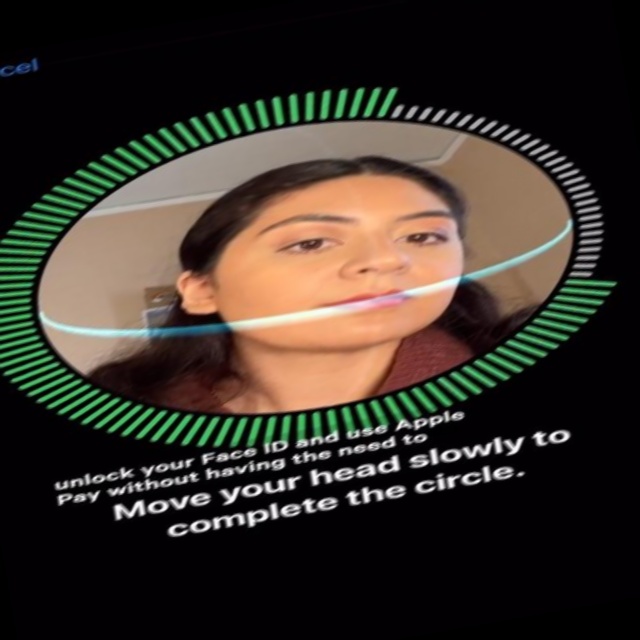 cel
unlock your Face ID and use Apple
Pay without having the need to
Move your head slowly to
complete the circle.